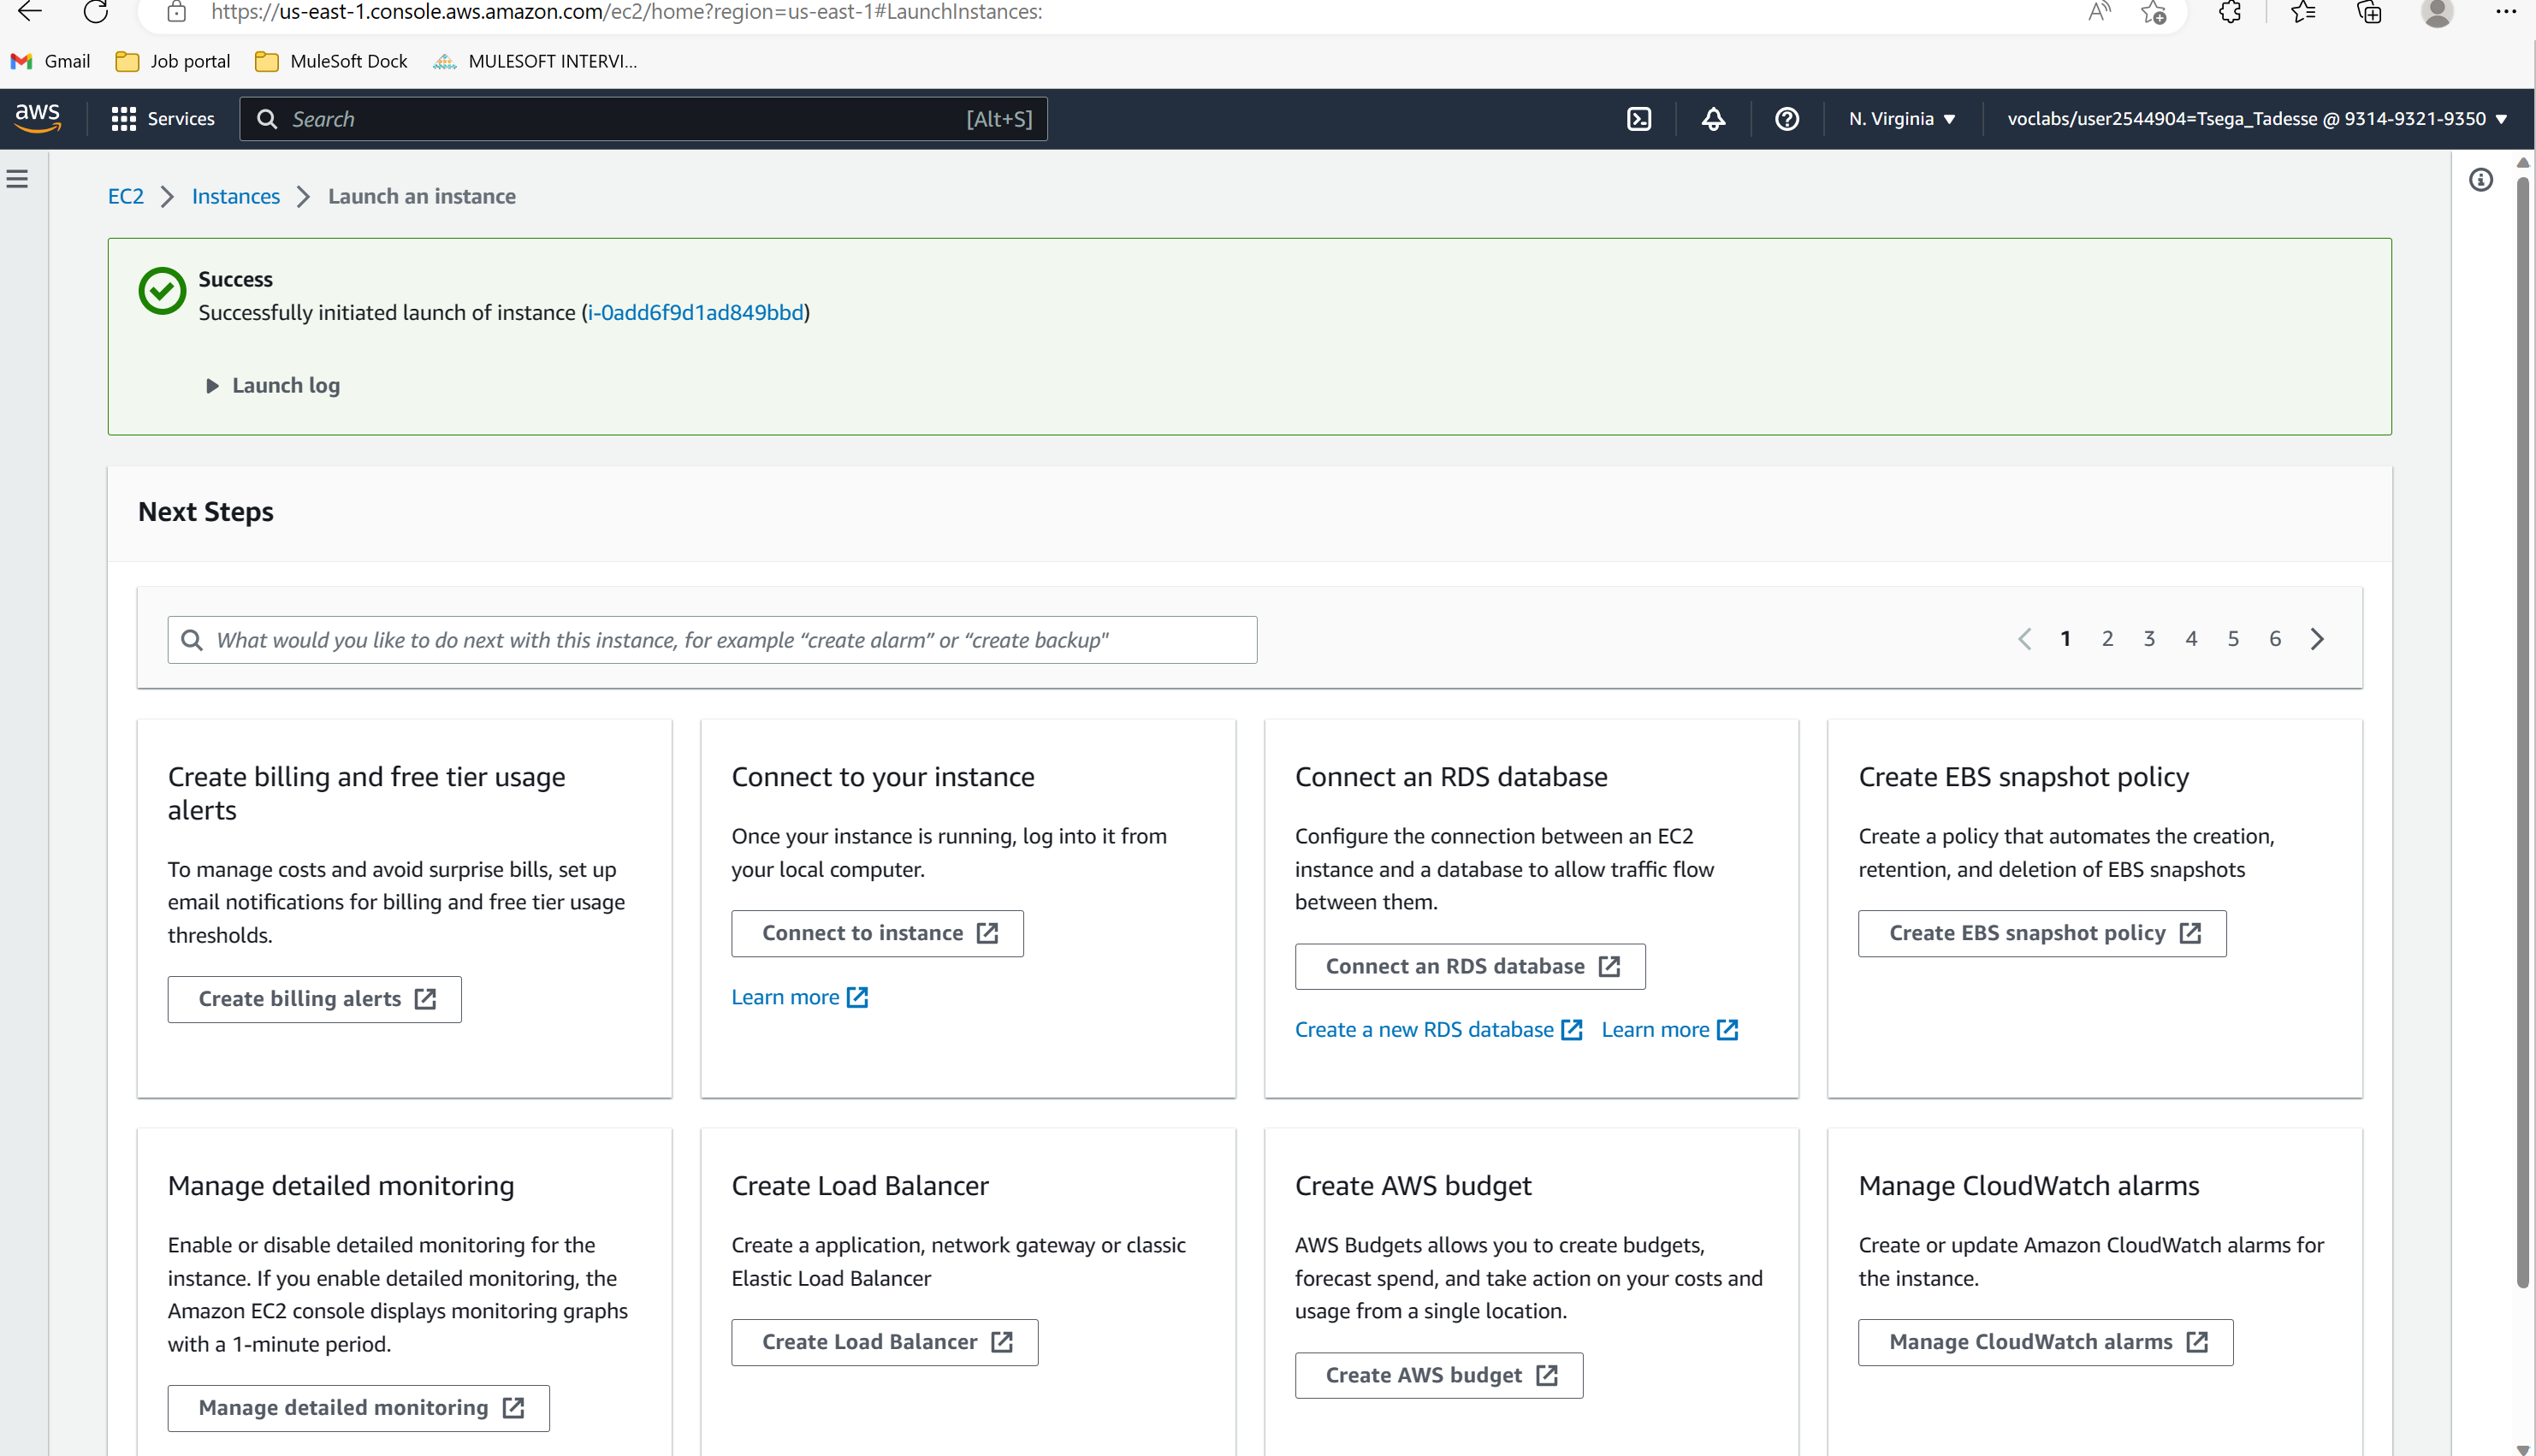 https://us-east-1.console.aws.amazon.com/ec2/home?region=us-east-1#LaunchInstances:
Gmail Job portal MuleSoft Dock MULESOFT INTERVI...
aws Services Search [Alt+S] N. Virginia voclabs/user2544904=Tsega_Tadesse @ 9314-9321-9350
EC2 Instances Launch an instance
Success
Successfully initiated launch of instance (i-0add6f9d1ad849bbd)
Launch log
Next Steps
What would you like to do next with this instance, for example “create alarm” or “create backup"
1 2 3 4 5 6
Create billing and free tier usage
alerts
To manage costs and avoid surprise bills, set up
email notifications for billing and free tier usage
thresholds.
Create billing alerts
Connect to your instance
Once your instance is running, log into it from
your local computer.
Connect to instance
Learn more
Connect an RDS database
Configure the connection between an EC2
instance and a database to allow traffic flow
between them.
Connect an RDS database
Create a new RDS database Learn more
Create EBS snapshot policy
Create a policy that automates the creation,
retention, and deletion of EBS snapshots
Create EBS snapshot policy
Manage detailed monitoring
Enable or disable detailed monitoring for the
instance. If you enable detailed monitoring, the
Amazon EC2 console displays monitoring graphs
with a 1-minute period.
Manage detailed monitoring
Create Load Balancer
Create a application, network gateway or classic
Elastic Load Balancer
Create Load Balancer
Create AWS budget
AWS Budgets allows you to create budgets,
forecast spend, and take action on your costs and
usage from a single location.
Create AWS budget
Manage CloudWatch alarms
Create or update Amazon CloudWatch alarms for
the instance.
Manage CloudWatch alarms